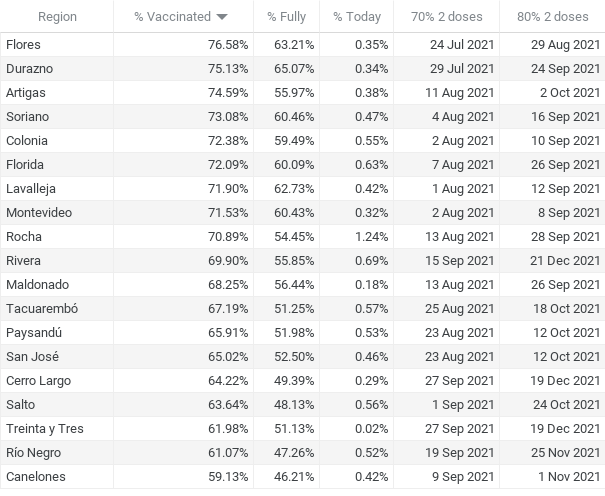 Region % Vaccinated % Fully % Today 70% 2 doses 80% 2 doses
Flores 76.58% 63.21% 0.35% 24 Jul 2021 29 Aug 2021
Durazno 75.13% 65.07% 0.34% 29 Jul 2021 24 Sep 2021
Artigas 74.59% 55.97% 0.38% 11 Aug 2021 2 Oct 2021
Soriano 73.08% 60.46% 0.47% 4 Aug 2021 16 Sep 2021
Colonia 72.38% 59.49% 0.55% 2 Aug 2021 10 Sep 2021
Florida 72.09% 60.09% 0.63% 7 Aug 2021 26 Sep 2021
Lavalleja 71.90% 62.73% 0.42% 1 Aug 2021 12 Sep 2021
Montevideo 71.53% 60.43% 0.32% 2 Aug 2021 8 Sep 2021
Rocha 70.89% 54.45% 1.24% 13 Aug 2021 28 Sep 2021
Rivera 69.90% 55.85% 0.69% 15 Sep 2021 21 Dec 2021
Maldonado 68.25% 56.44% 0.18% 13 Aug 2021 26 Sep 2021
Tacuarembó 67.19% 51.25% 0.57% 25 Aug 2021 18 Oct 2021
Paysandú 65.91% 51.98% 0.53% 23 Aug 2021 12 Oct 2021
San José 65.02% 52.50% 0.46% 23 Aug 2021 12 Oct 2021
Cerro Largo 64.22% 49.39% 0.29% 27 Sep 2021 19 Dec 2021
Salto 63.64% 48.13% 0.56% 1 Sep 2021 24 Oct 2021
Treinta y Tres 61.98% 51.13% 0.02% 27 Sep 2021 19 Dec 2021
Río Negro 61.07% 47.26% 0.52% 19 Sep 2021 25 Nov 2021
Canelones 59.13% 46.21% 0.42% 9 Sep 2021 1 Nov 2021